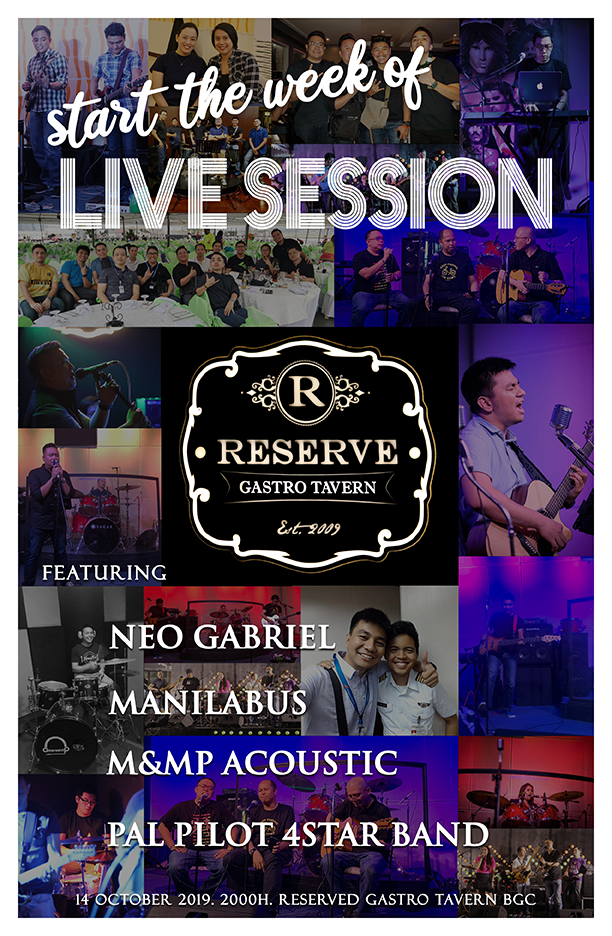 start the week of
LIVE SESSION
R
RESERVE
GASTRO TAVERN
Est. 2009
FEATURING
NEO GABRIEL
MANILABUS
M&MP ACOUSTIC
PAL PILOT 4STAR BAND
14 OCTOBER 2019. 2000H. RESERVED GASTRO TAVERN BGC